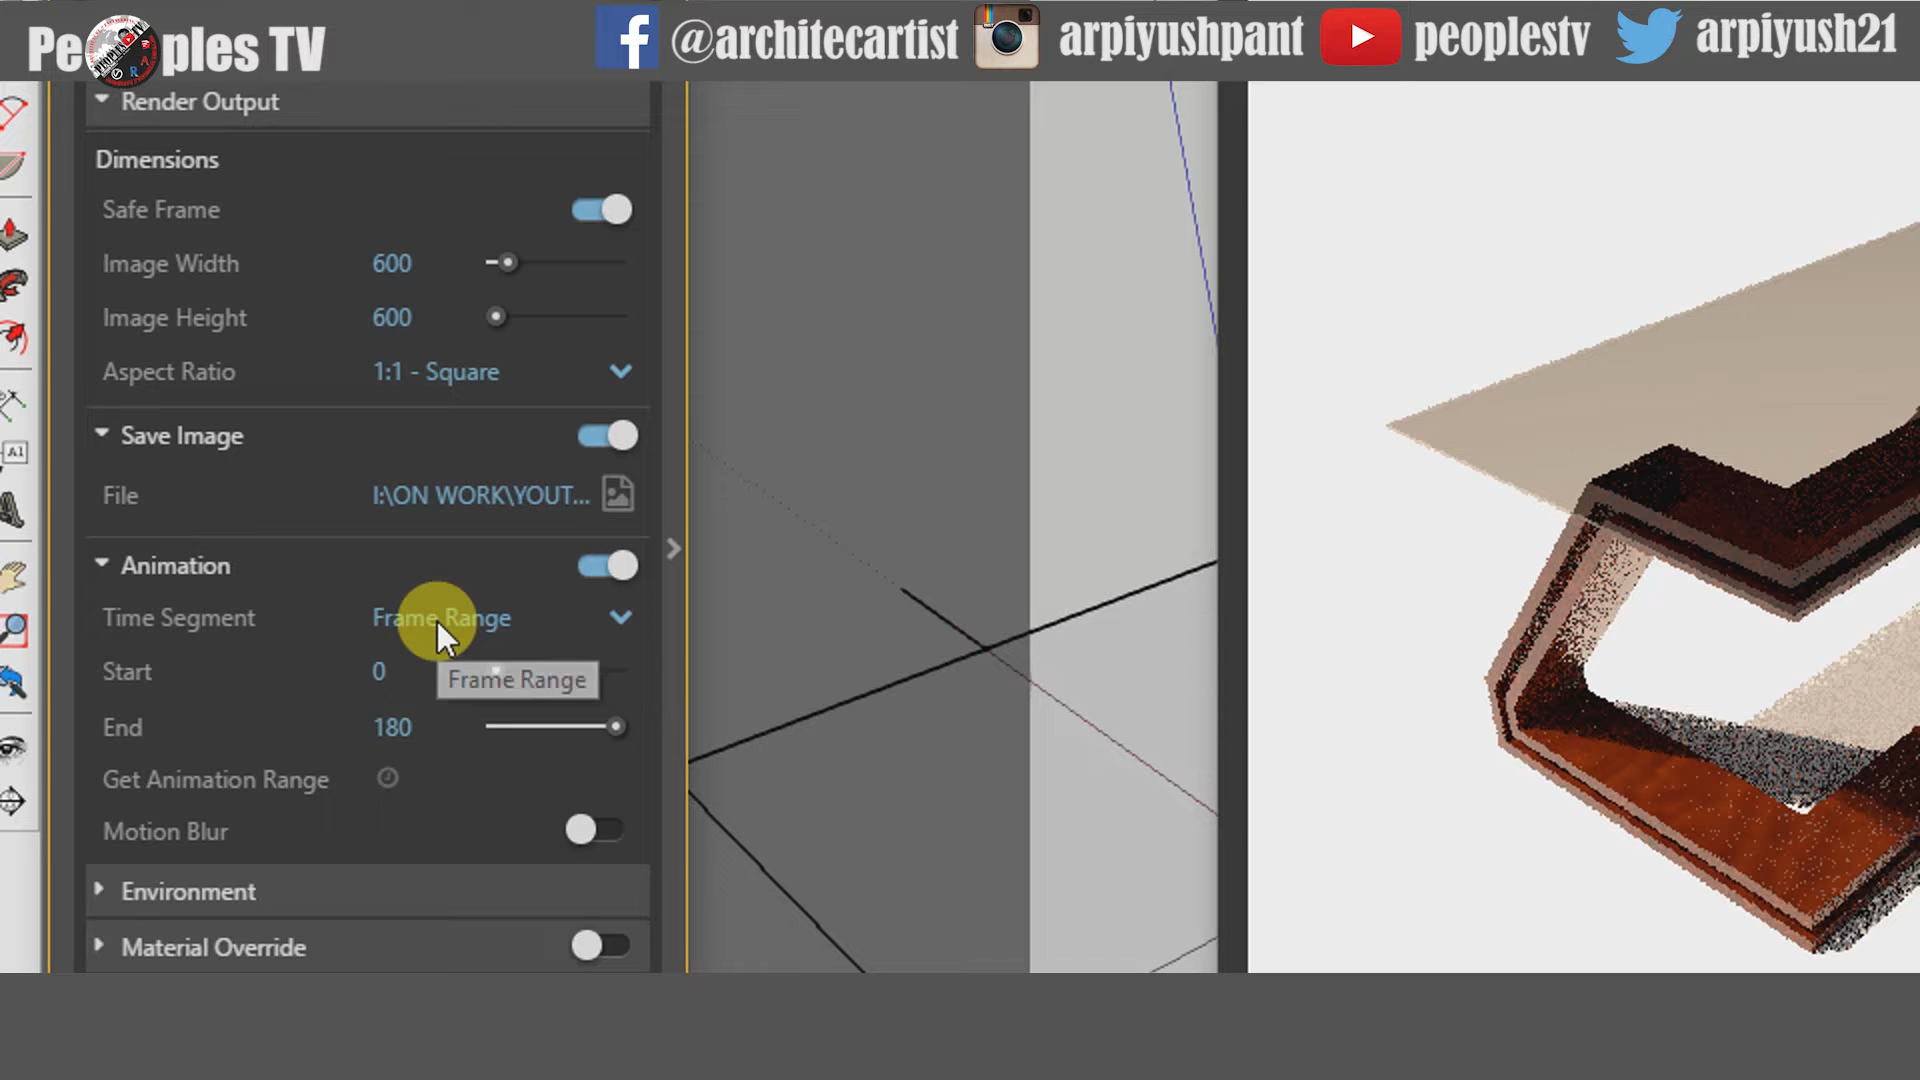 Peoples TV
@architecartist arpiyushpant peoplestv arpiyush21
Render Output
Dimensions
Safe Frame
Image Width 600
Image Height 600
Aspect Ratio 1:1 - Square
Save Image
File I:\ON WORK\YOUT...
Animation
Time Segment Frame Range
Start 0
Frame Range
End 180
Get Animation Range
Motion Blur
Environment
Material Override
A1